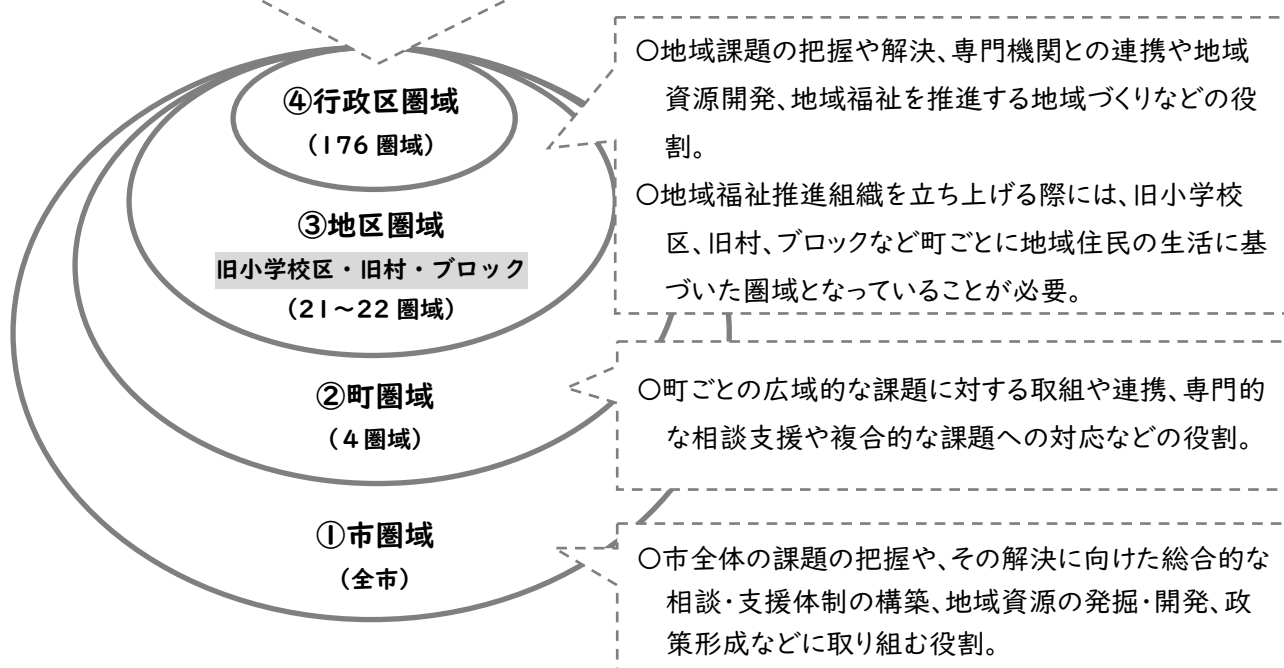 ④行政区圏域
(176 圏域)
③地区圏域
旧小学校区・旧村・ブロック
(21～22 圏域)
②町圏域
(4圏域)
①市圏域
(全市)
〇地域課題の把握や解決、専門機関との連携や地域
資源開発、地域福祉を推進する地域づくりなどの役
割。
〇地域福祉推進組織を立ち上げる際には、旧小学校
区、旧村、ブロックなど町ごとに地域住民の生活に基
づいた圏域となっていることが必要。
〇町ごとの広域的な課題に対する取組や連携、専門的
な相談支援や複合的な課題への対応などの役割。
〇市全体の課題の把握や、その解決に向けた総合的な
相談・支援体制の構築、地域資源の発掘・開発、政
策形成などに取り組む役割。